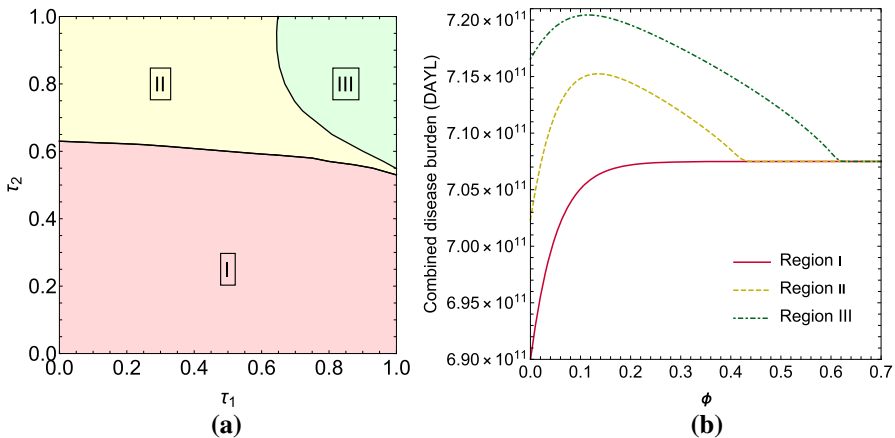 1.0
0.8
0.6
0.4
0.2
0.0
τ2
II
III
I
0.0 0.2 0.4 0.6 0.8 1.0
τ1
(a)
7.20 × 10^11
7.15 × 10^11
7.10 × 10^11
7.05 × 10^11
7.00 × 10^11
6.95 × 10^11
6.90 × 10^11
Combined disease burden (DAYL)
Region I
Region II
Region III
0.0 0.1 0.2 0.3 0.4 0.5 0.6 0.7
ϕ
(b)